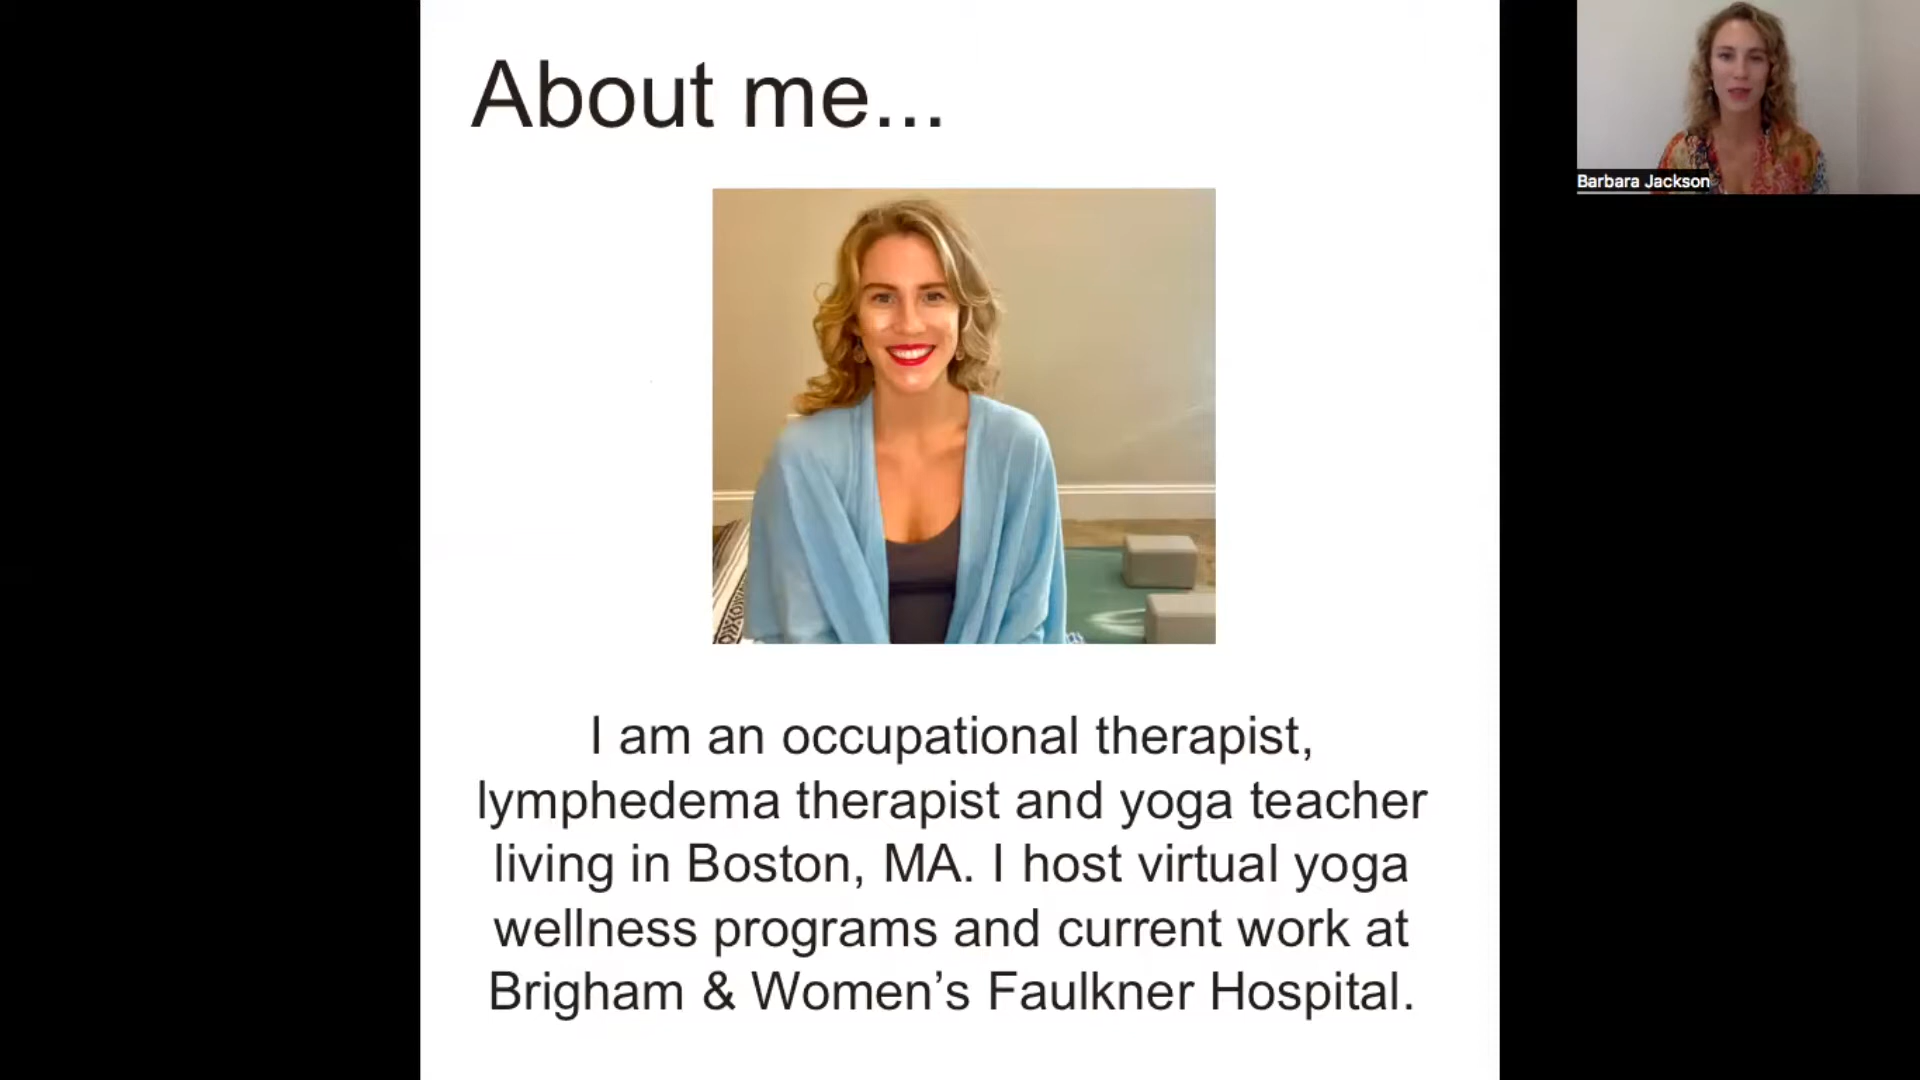 About me...
Barbara Jackson
I am an occupational therapist,
lymphedema therapist and yoga teacher
living in Boston, MA. I host virtual yoga
wellness programs and current work at
Brigham & Women’s Faulkner Hospital.